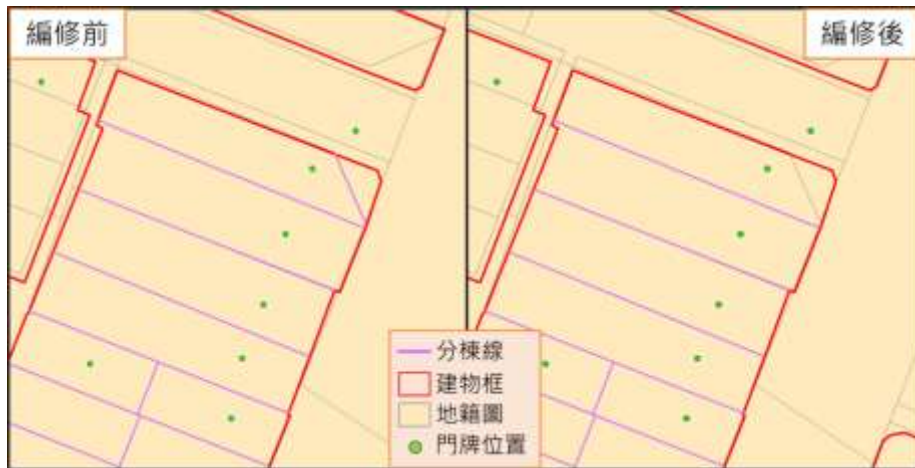 編修前
編修後
分棟線
建物框
地籍圖
門牌位置